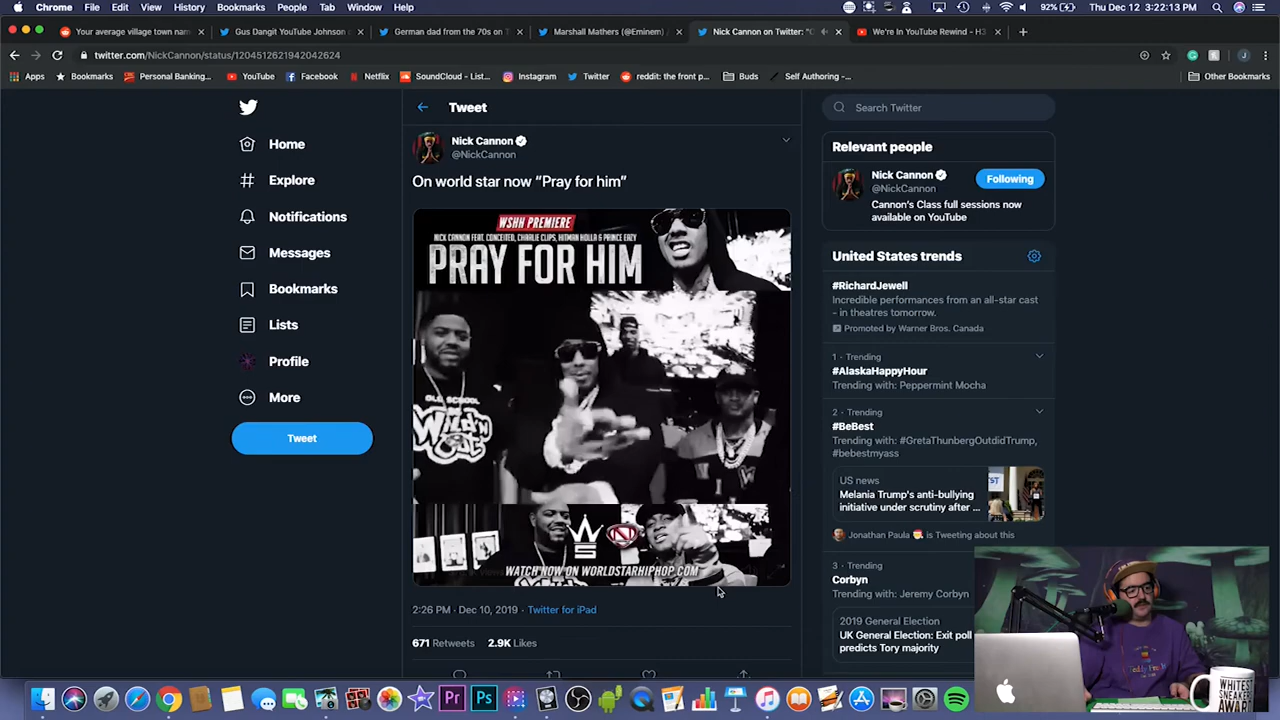 Chrome File Edit View History Bookmarks People Tab Window Help
92% Thu Dec 12 3:22:13 PM
Your average village town nam
Gus Dangit YouTube Johnson
German dad from the 70s on T
Marshall Mathers (@Eminem)
Nick Cannon on Twitter: "O
We're In YouTube Rewind - H3
twitter.com/NickCannon/status/1204512621942042624
Apps Bookmarks Personal Banking... YouTube Facebook Netflix SoundCloud - List... Instagram Twitter reddit: the front p... Buds Self Authoring -... Other Bookmarks
Home
Explore
Notifications
Messages
Bookmarks
Lists
Profile
More
Tweet
Tweet
Nick Cannon
@NickCannon
On world star now “Pray for him”
WSHH PREMIERE
NICK CANNON FEAT. CONCEITED, CHARLIE CLIPS, HITMAN HOLLA & PRINCE EAZY
PRAY FOR HIM
OLD SCHOOL
Wild'n
Out
WATCH NOW ON WORLDSTARHIPHOP.COM
2:26 PM · Dec 10, 2019 · Twitter for iPad
671 Retweets 2.9K Likes
Search Twitter
Relevant people
Nick Cannon
@NickCannon
Following
Cannon’s Class full sessions now
available on YouTube
United States trends
#RichardJewell
Incredible performances from an all-star cast
- in theatres tomorrow.
Promoted by Warner Bros. Canada
1 · Trending
#AlaskaHappyHour
Trending with: Peppermint Mocha
2 · Trending
#BeBest
Trending with: #GretaThunbergOutdidTrump,
#bebestmyass
US news
Melania Trump’s anti-bullying
initiative under scrutiny after ...
Jonathan Paula is Tweeting about this
3 · Trending
Corbyn
Trending with: Jeremy Corbyn
2019 General Election
UK General Election: Exit poll
predicts Tory majority
WHITEST
SNEAKERS
AWARD